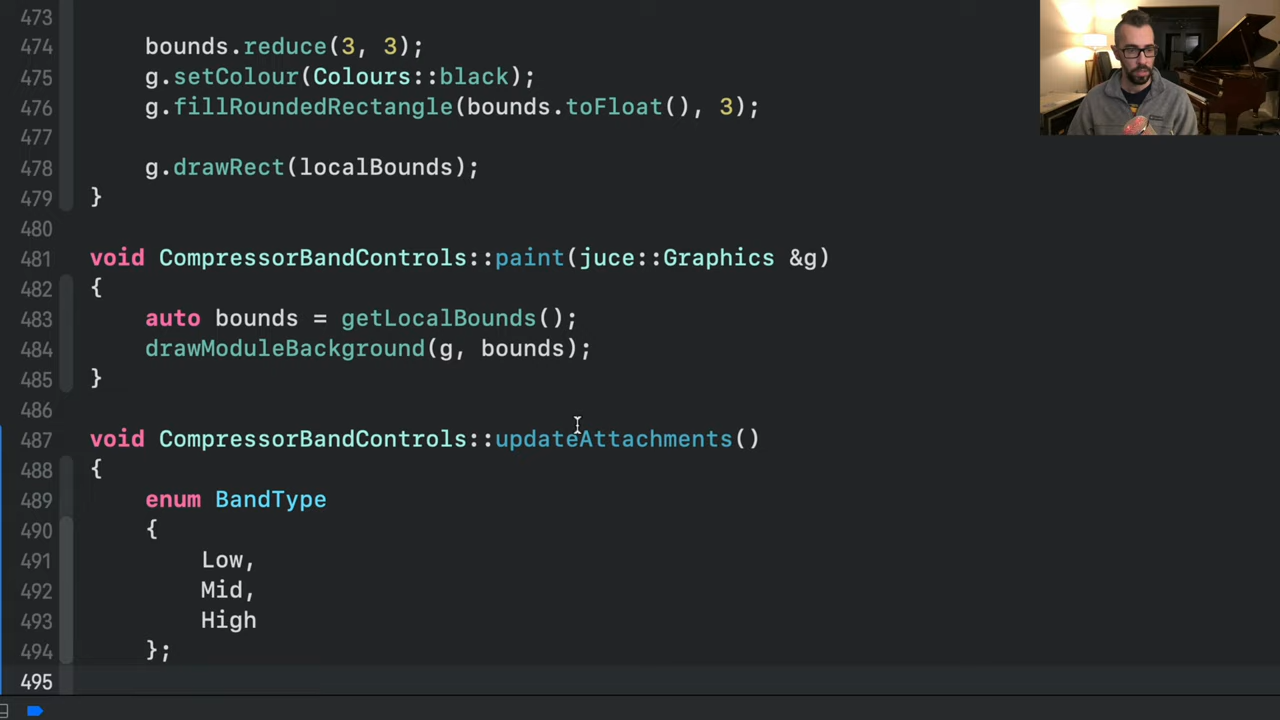 473
474 bounds.reduce(3, 3);
475 g.setColour(Colours::black);
476 g.fillRoundedRectangle(bounds.toFloat(), 3);
477
478 g.drawRect(localBounds);
479 }
480
481 void CompressorBandControls::paint(juce::Graphics &g)
482 {
483 auto bounds = getLocalBounds();
484 drawModuleBackground(g, bounds);
485 }
486
487 void CompressorBandControls::updateAttachments()
488 {
489 enum BandType
490 {
491 Low,
492 Mid,
493 High
494 };
495